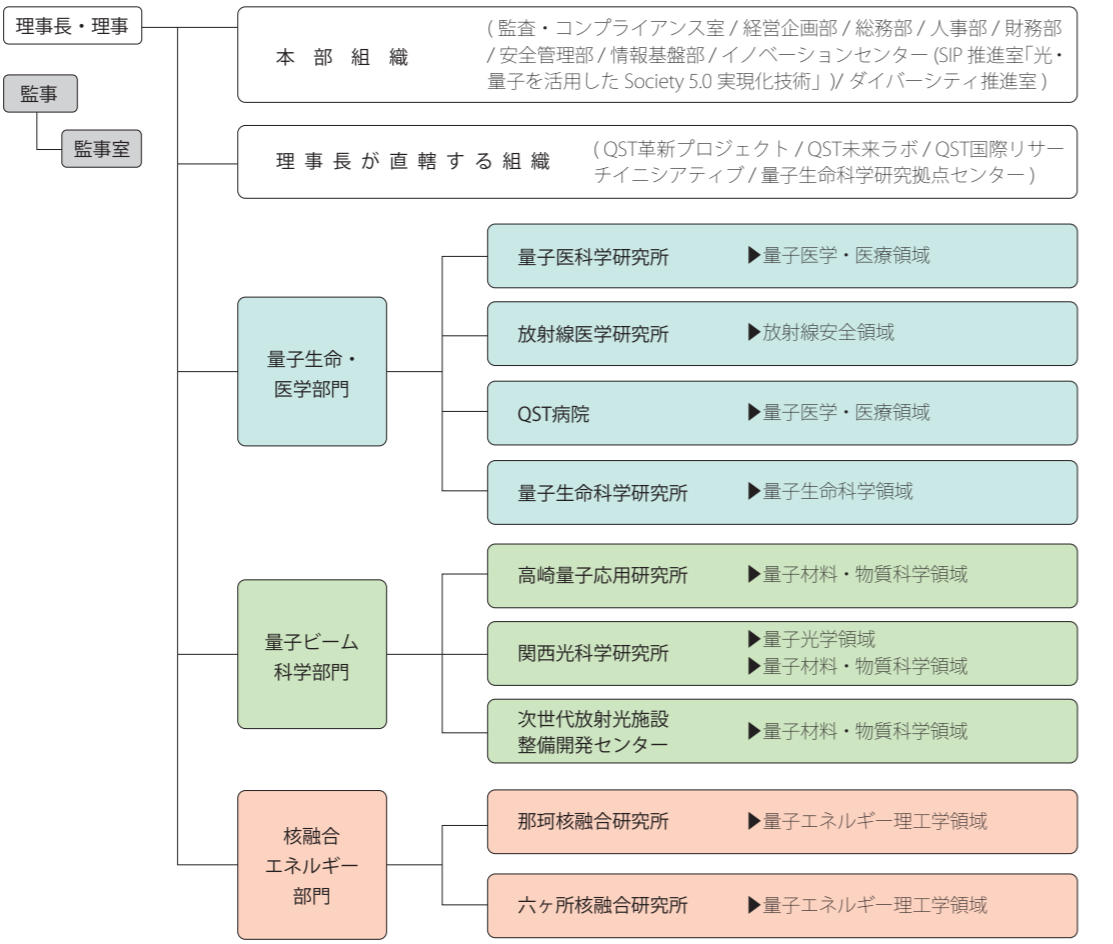 理事長・理事
監事
監事室
本部組織
( 監査・コンプライアンス室 / 経営企画部 / 総務部 / 人事部 / 財務部
/ 安全管理部 / 情報基盤部 / イノベーションセンター (SIP 推進室「光・
量子を活用した Society 5.0 実現化技術」)/ ダイバーシティ推進室 )
理事長が直轄する組織
( QST革新プロジェクト / QST未来ラボ / QST国際リサー
チイニシアティブ / 量子生命科学研究拠点センター )
量子生命・
医学部門
量子医科学研究所 ▶量子医学・医療領域
放射線医学研究所 ▶放射線安全領域
QST病院 ▶量子医学・医療領域
量子生命科学研究所 ▶量子生命科学領域
量子ビーム
科学部門
高崎量子応用研究所 ▶量子材料・物質科学領域
関西光科学研究所 ▶量子光学領域
▶量子材料・物質科学領域
次世代放射光施設
整備開発センター ▶量子材料・物質科学領域
核融合
エネルギー
部門
那珂核融合研究所 ▶量子エネルギー理工学領域
六ヶ所核融合研究所 ▶量子エネルギー理工学領域